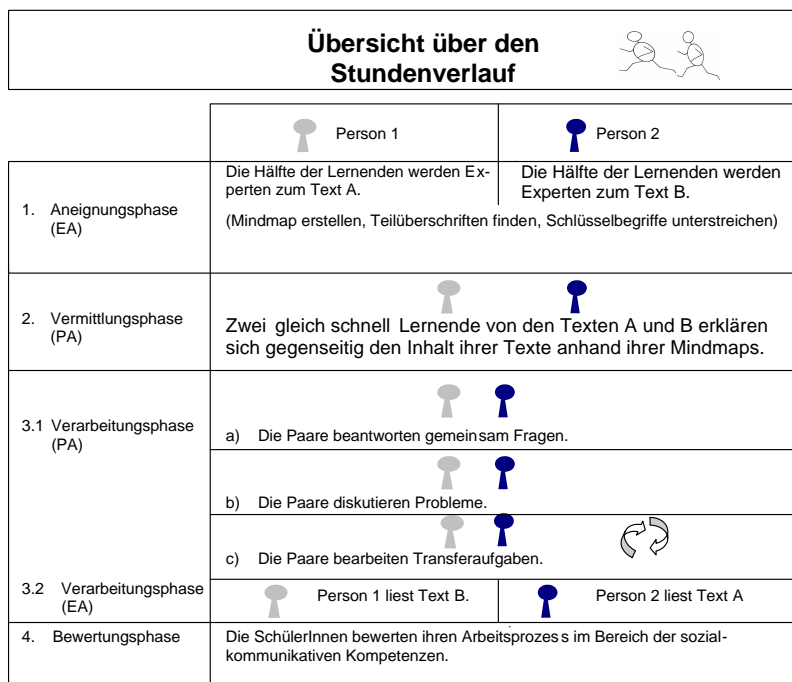 Übersicht über den
Stundenverlauf
Person 1
Person 2
1. Aneignungsphase
(EA)
Die Hälfte der Lernenden werden Ex-
perten zum Text A.
Die Hälfte der Lernenden werden
Experten zum Text B.
(Mindmap erstellen, Teilüberschriften finden, Schlüsselbegriffe unterstreichen)
2. Vermittlungsphase
(PA)
Zwei gleich schnell Lernende von den Texten A und B erklären
sich gegenseitig den Inhalt ihrer Texte anhand ihrer Mindmaps.
3.1 Verarbeitungsphase
(PA)
a) Die Paare beantworten gemeinsam Fragen.
b) Die Paare diskutieren Probleme.
c) Die Paare bearbeiten Transferaufgaben.
3.2 Verarbeitungsphase
(EA)
Person 1 liest Text B.
Person 2 liest Text A
4. Bewertungsphase
Die SchülerInnen bewerten ihren Arbeitsprozess im Bereich der sozial-
kommunikativen Kompetenzen.